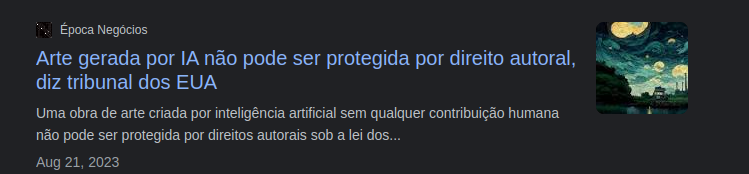 Época Negócios
Arte gerada por IA não pode ser protegida por direito autoral,
diz tribunal dos EUA
Uma obra de arte criada por inteligência artificial sem qualquer contribuição humana
não pode ser protegida por direitos autorais sob a lei dos...
Aug 21, 2023